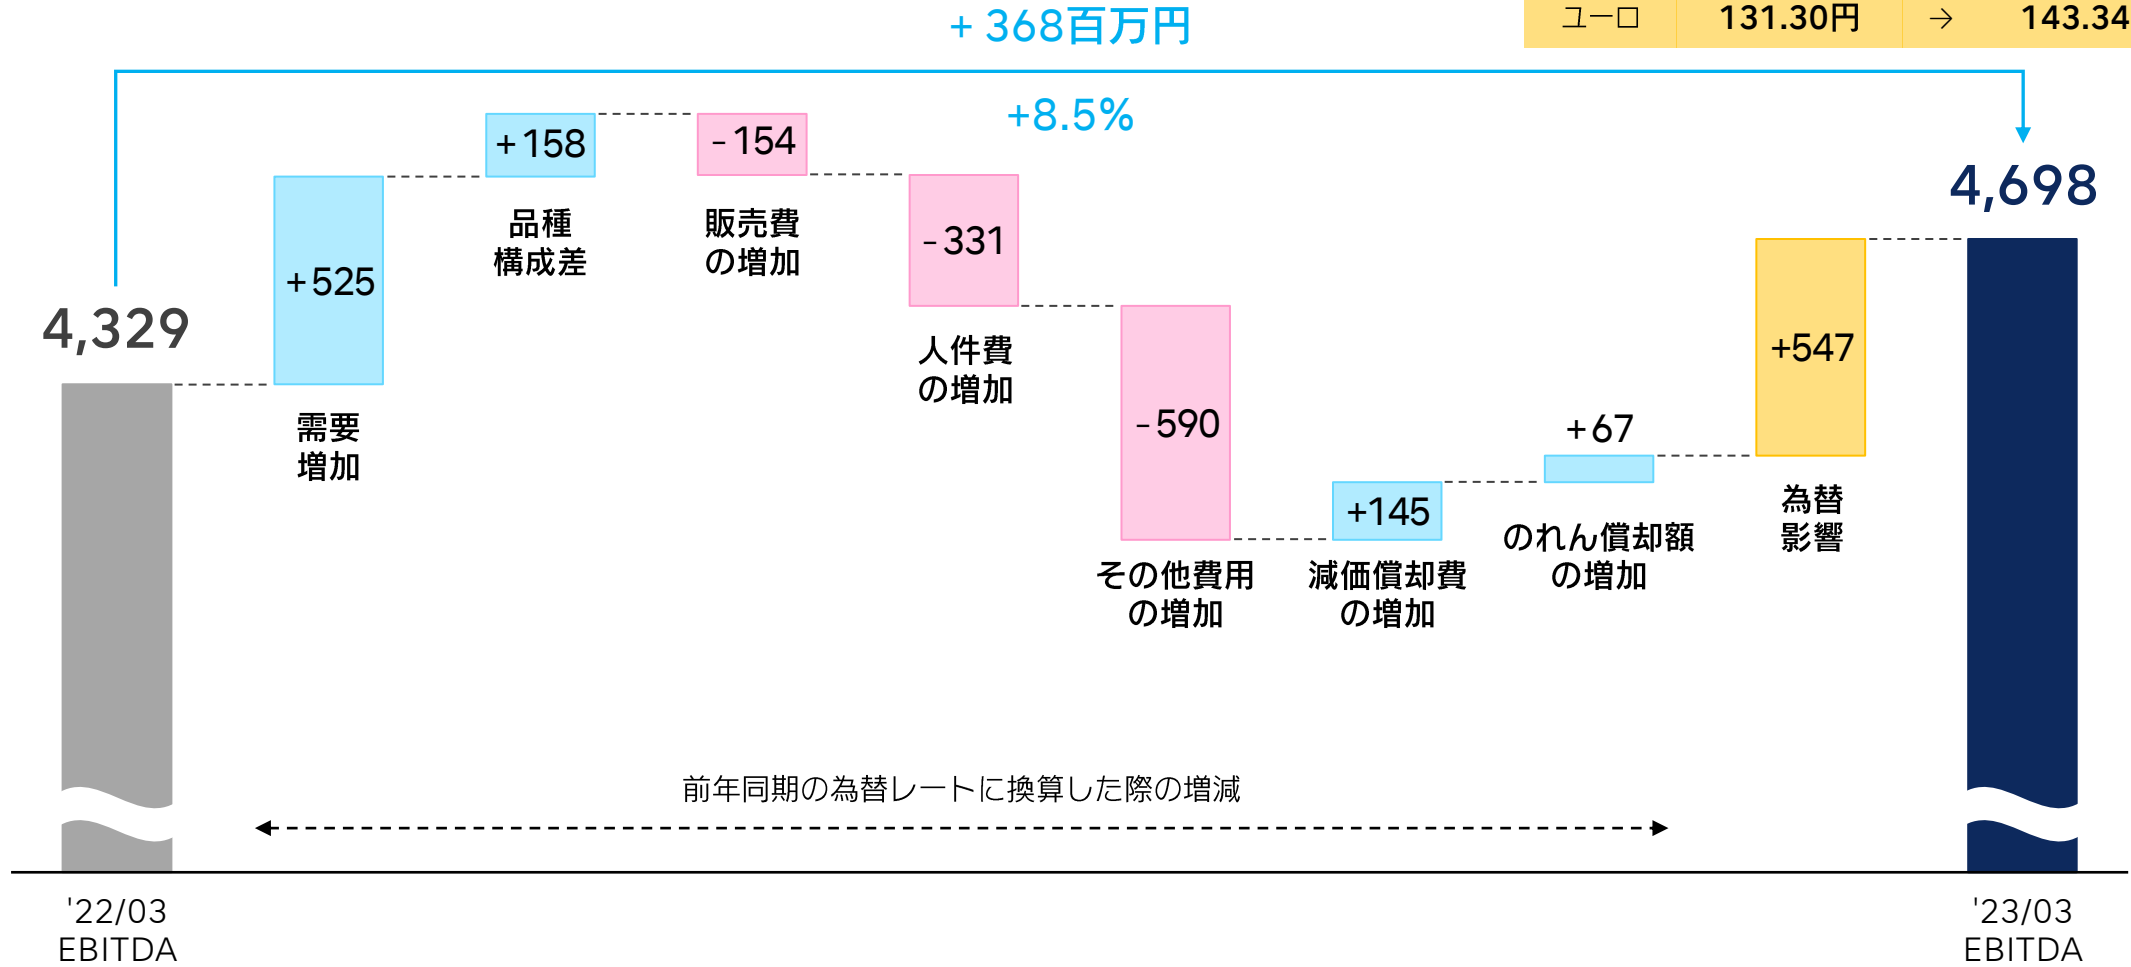 + 368百万円
ユーロ 131.30円 → 143.34
+8.5%
4,329
+525
需要
増加
+158
品種
構成差
-154
販売費
の増加
-331
人件費
の増加
-590
その他費用
の増加
+145
減価償却費
の増加
+67
のれん償却額
の増加
+547
為替
影響
4,698
前年同期の為替レートに換算した際の増減
'22/03
EBITDA
'23/03
EBITDA